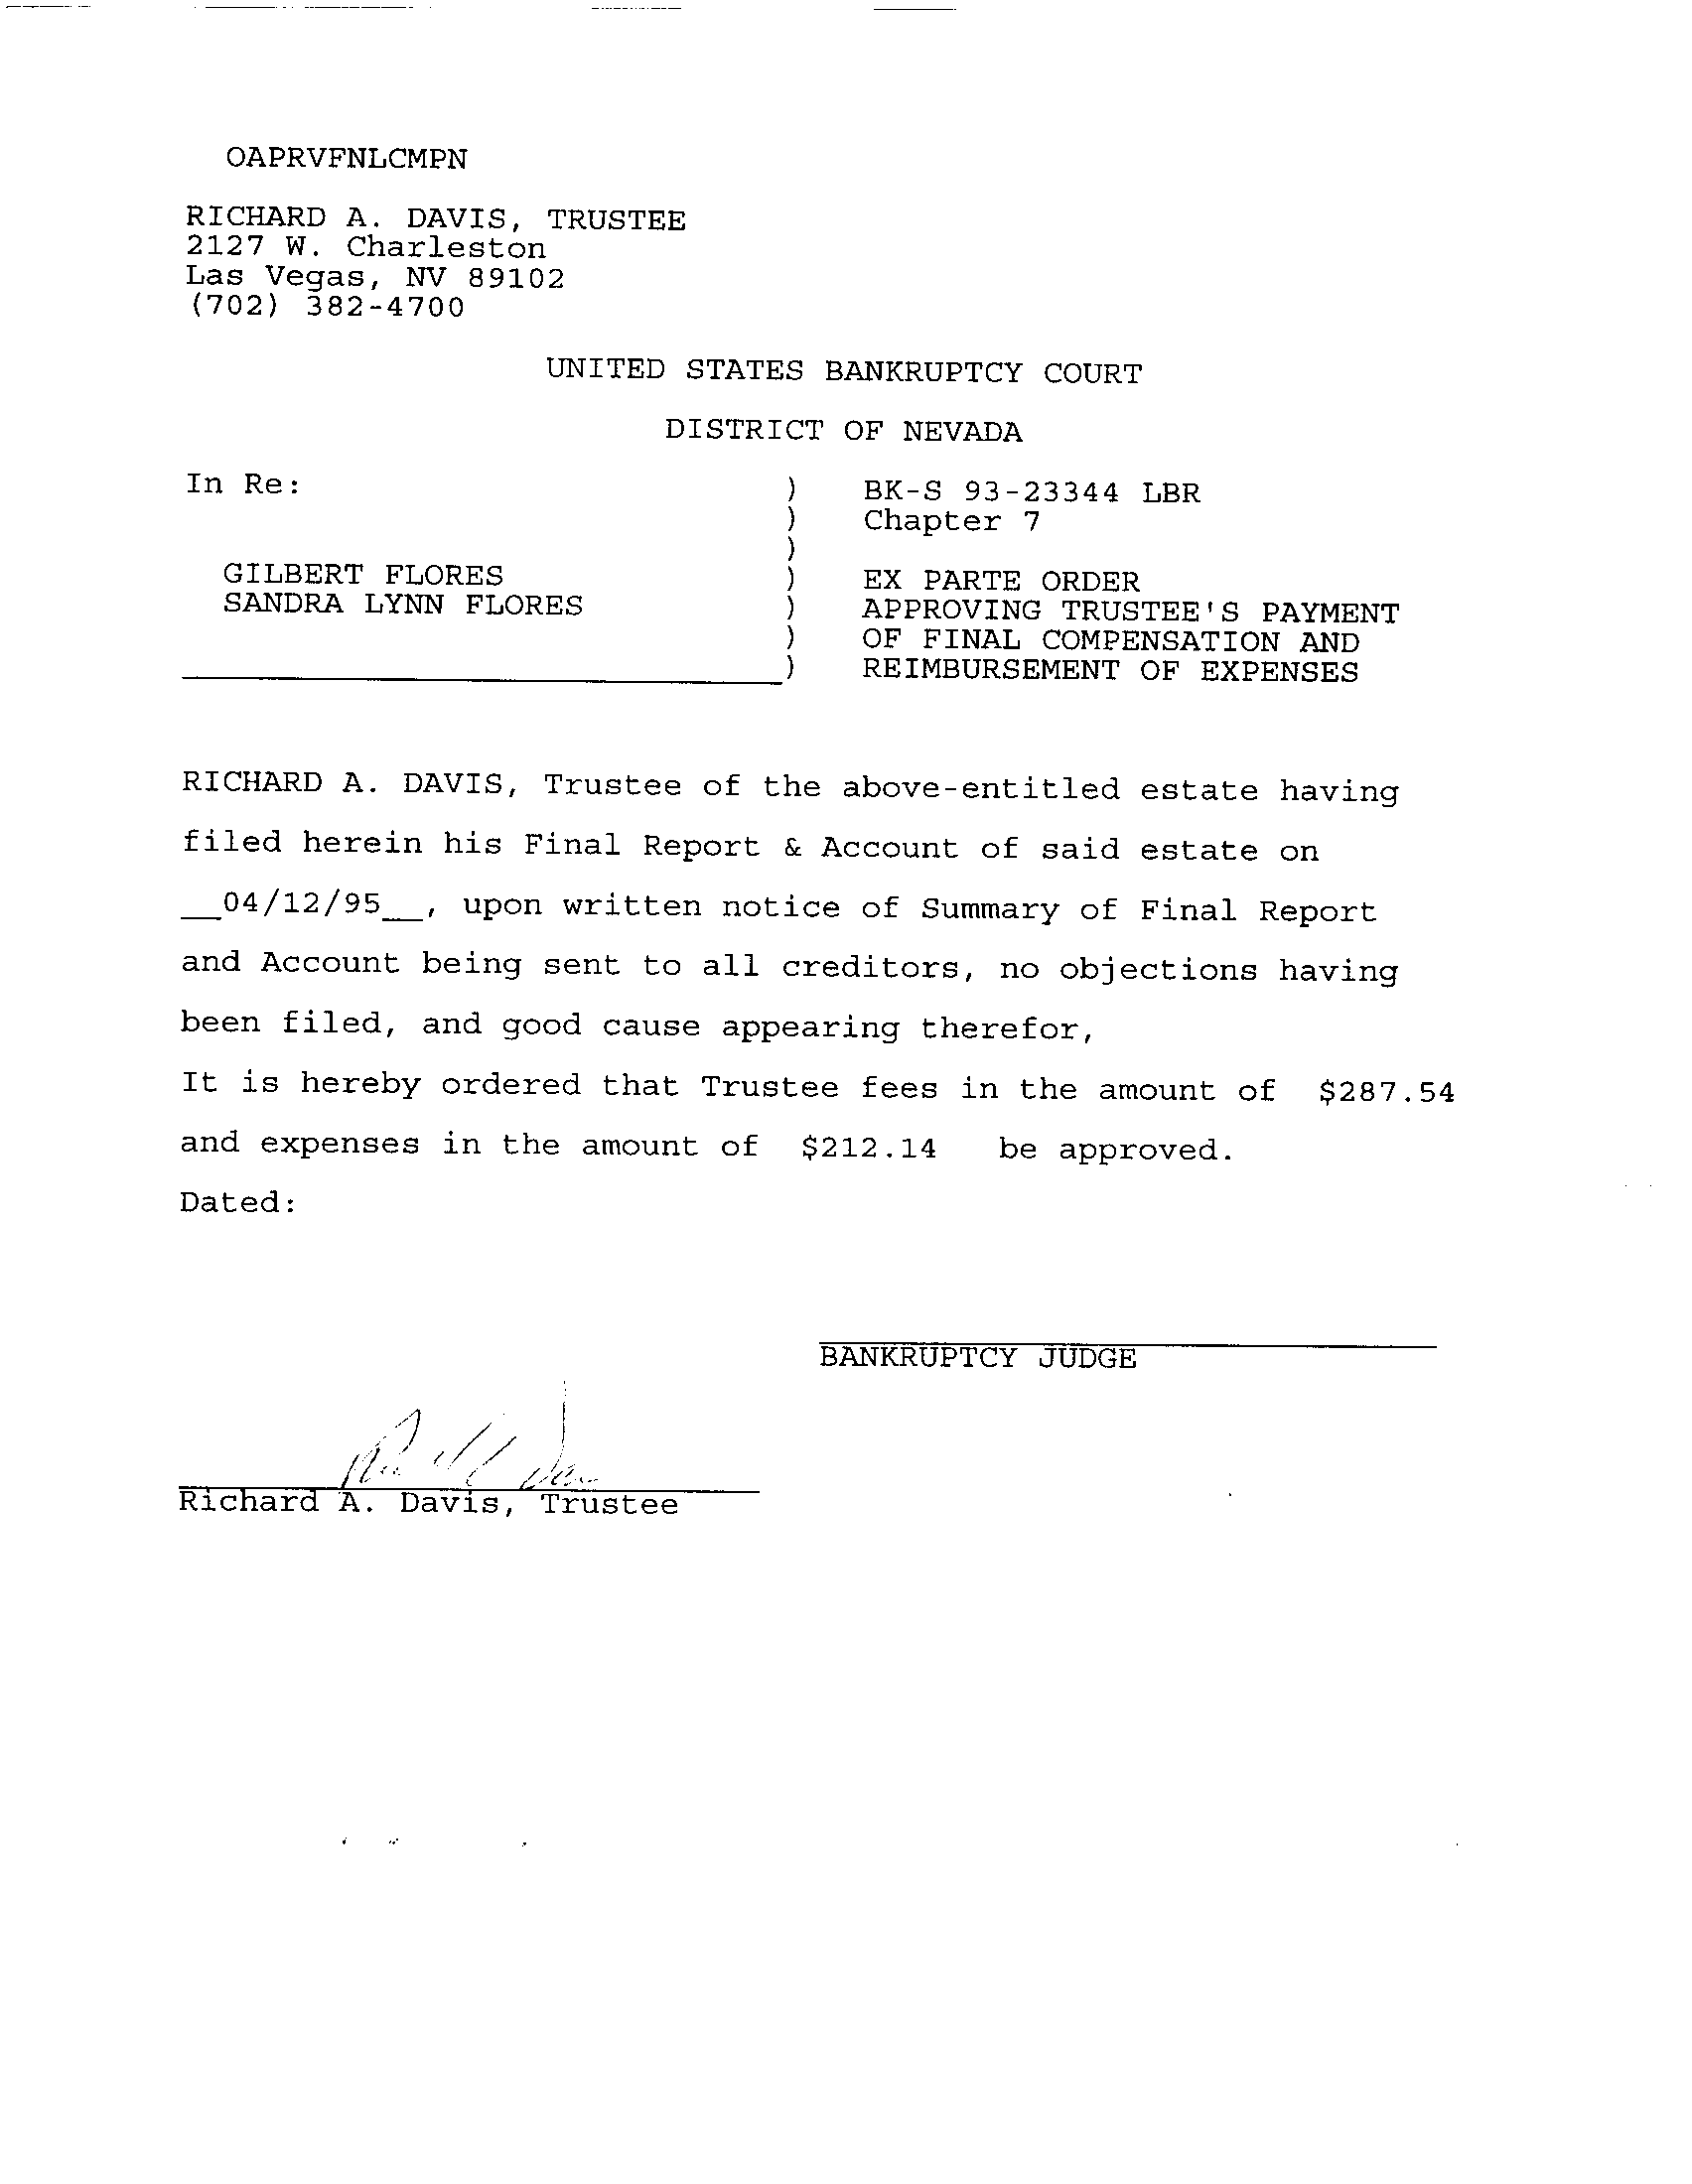 OAPRVFNLCMPN
RICHARD A. DAVIS, TRUSTEE
2127 W. Charleston
Las Vegas, NV 89102
(702) 382-4700
UNITED STATES BANKRUPTCY COURT
DISTRICT OF NEVADA
In Re: ) BK-S 93-23344 LBR
) Chapter 7
)
GILBERT FLORES ) EX PARTE ORDER
SANDRA LYNN FLORES ) APPROVING TRUSTEE'S PAYMENT
) OF FINAL COMPENSATION AND
) REIMBURSEMENT OF EXPENSES
RICHARD A. DAVIS, Trustee of the above-entitled estate having
filed herein his Final Report & Account of said estate on
__04/12/95__, upon written notice of Summary of Final Report
and Account being sent to all creditors, no objections having
been filed, and good cause appearing therefor,
It is hereby ordered that Trustee fees in the amount of $287.54
and expenses in the amount of $212.14 be approved.
Dated:
BANKRUPTCY JUDGE
Richard A. Davis, Trustee